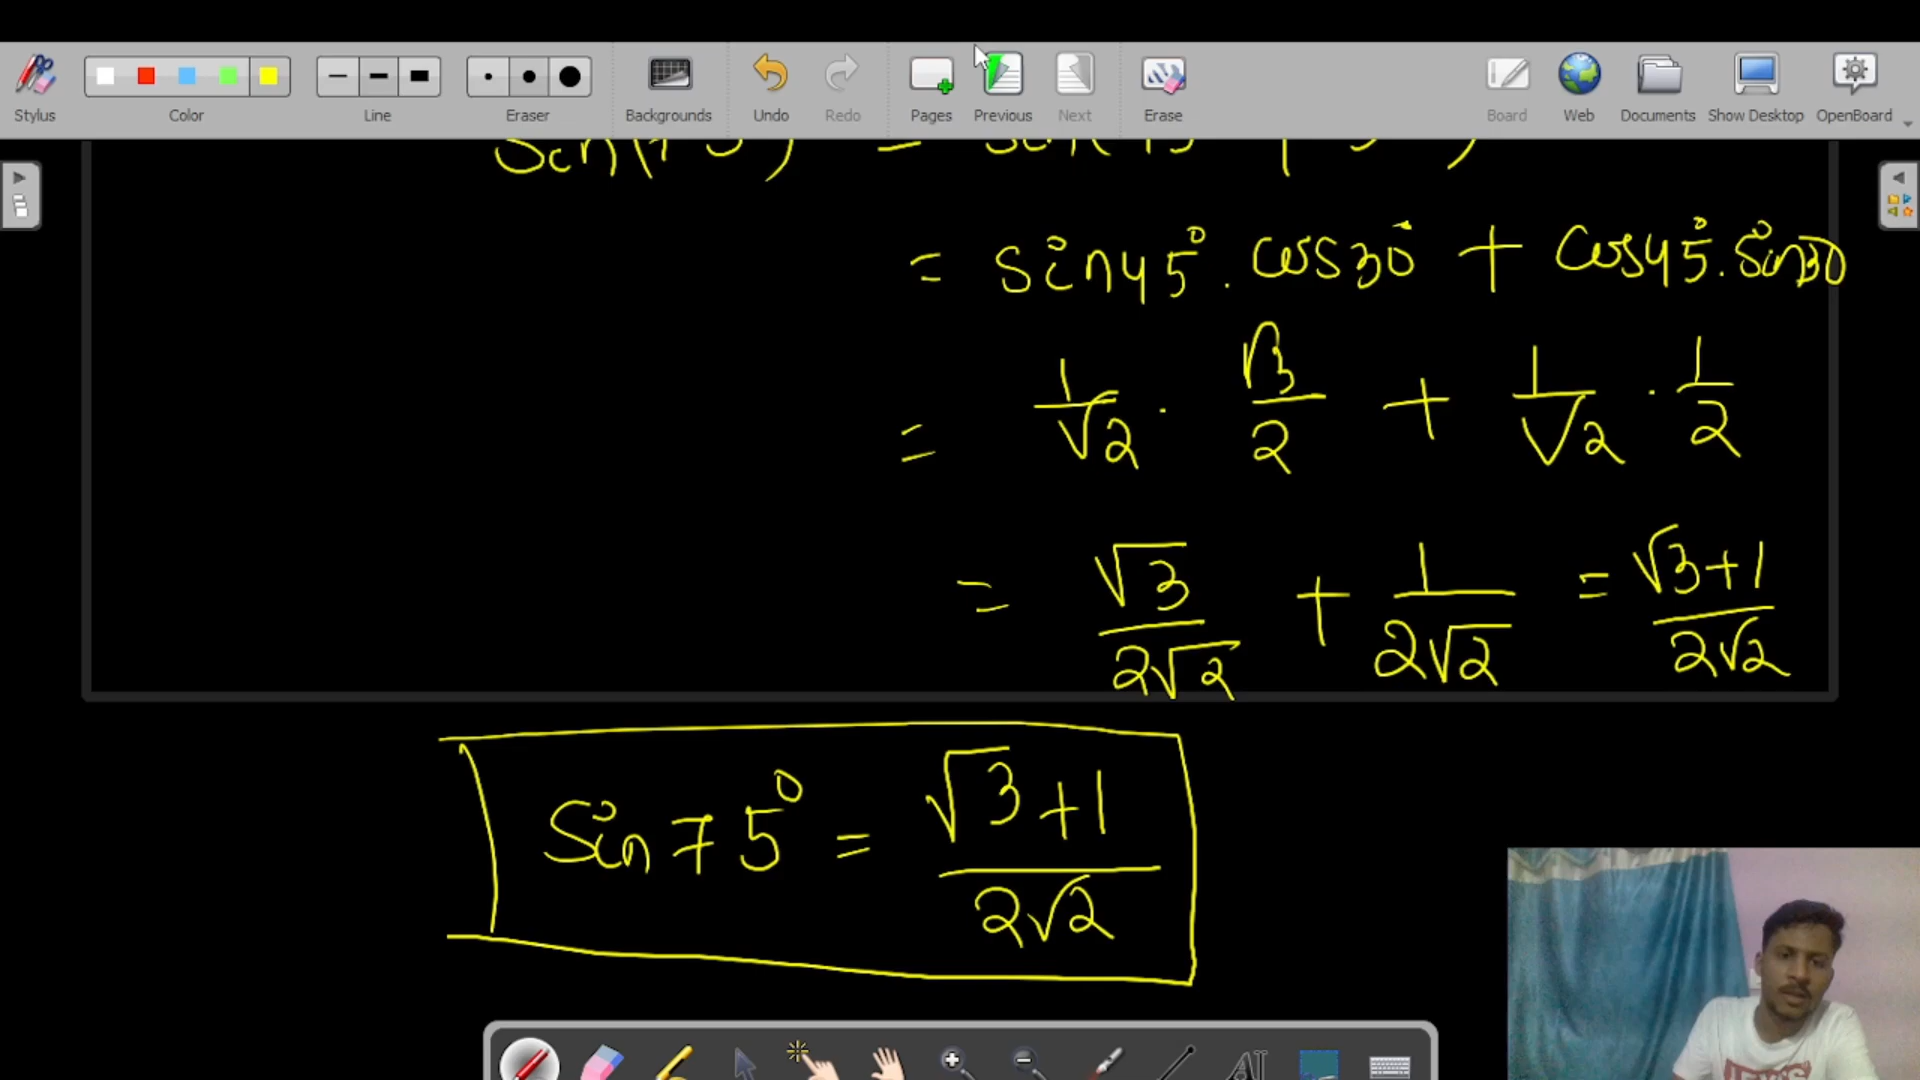 Stylus Color Line Eraser Backgrounds Undo Redo Pages Previous Next Erase Board Web Documents Show Desktop OpenBoard
= sin45°. cos30° + cos45°. sin30
= 1/√2 . √3/2 + 1/√2 . 1/2
= √3/2√2 + 1/2√2 = √3+1/2√2
Sin75° = √3+1/2√2